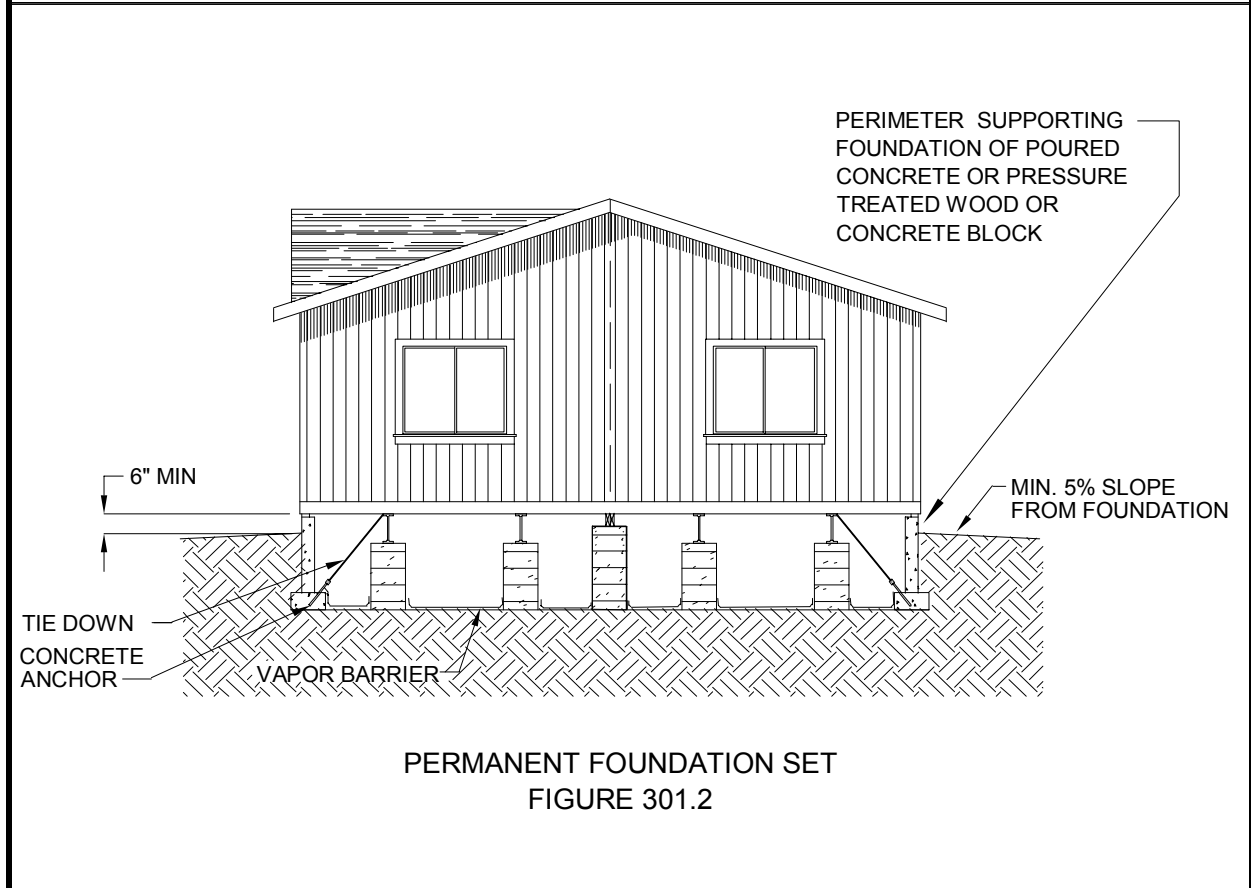 PERIMETER SUPPORTING
FOUNDATION OF POURED
CONCRETE OR PRESSURE
TREATED WOOD OR
CONCRETE BLOCK
6" MIN
MIN. 5% SLOPE
FROM FOUNDATION
TIE DOWN
CONCRETE
ANCHOR
VAPOR BARRIER
PERMANENT FOUNDATION SET
FIGURE 301.2